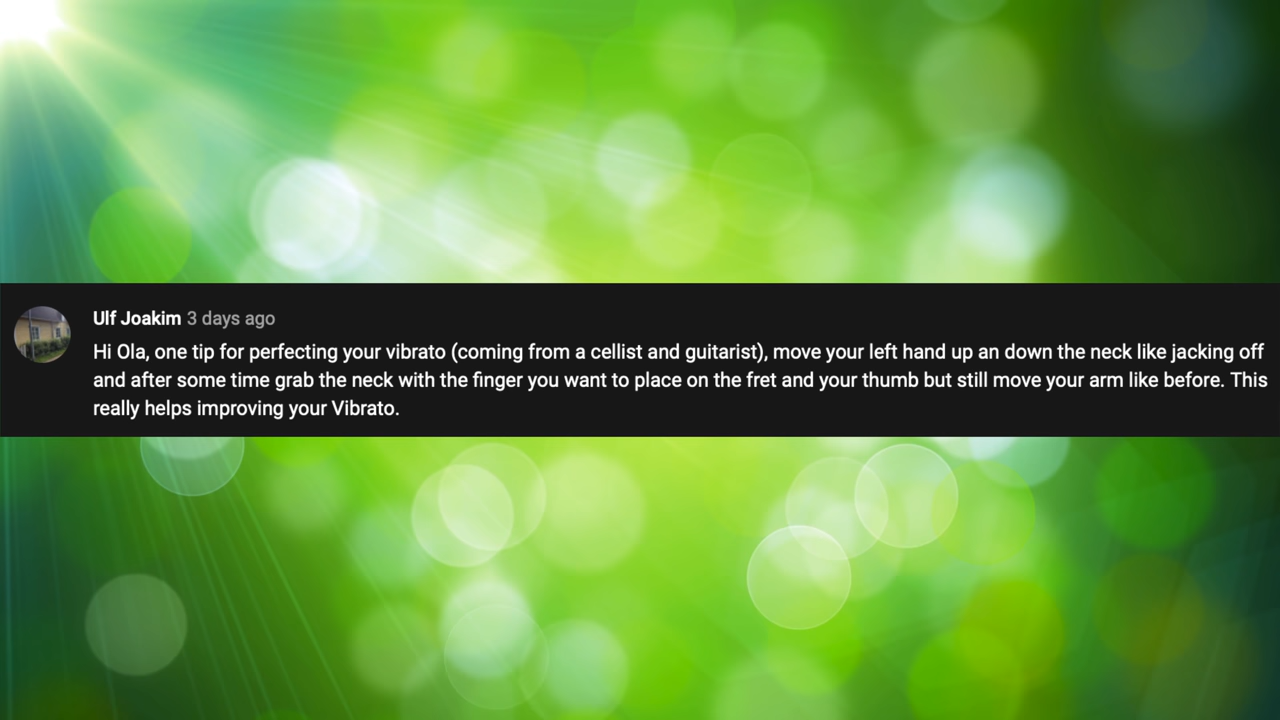 Ulf Joakim 3 days ago
Hi Ola, one tip for perfecting your vibrato (coming from a cellist and guitarist), move your left hand up an down the neck like jacking off
and after some time grab the neck with the finger you want to place on the fret and your thumb but still move your arm like before. This
really helps improving your Vibrato.